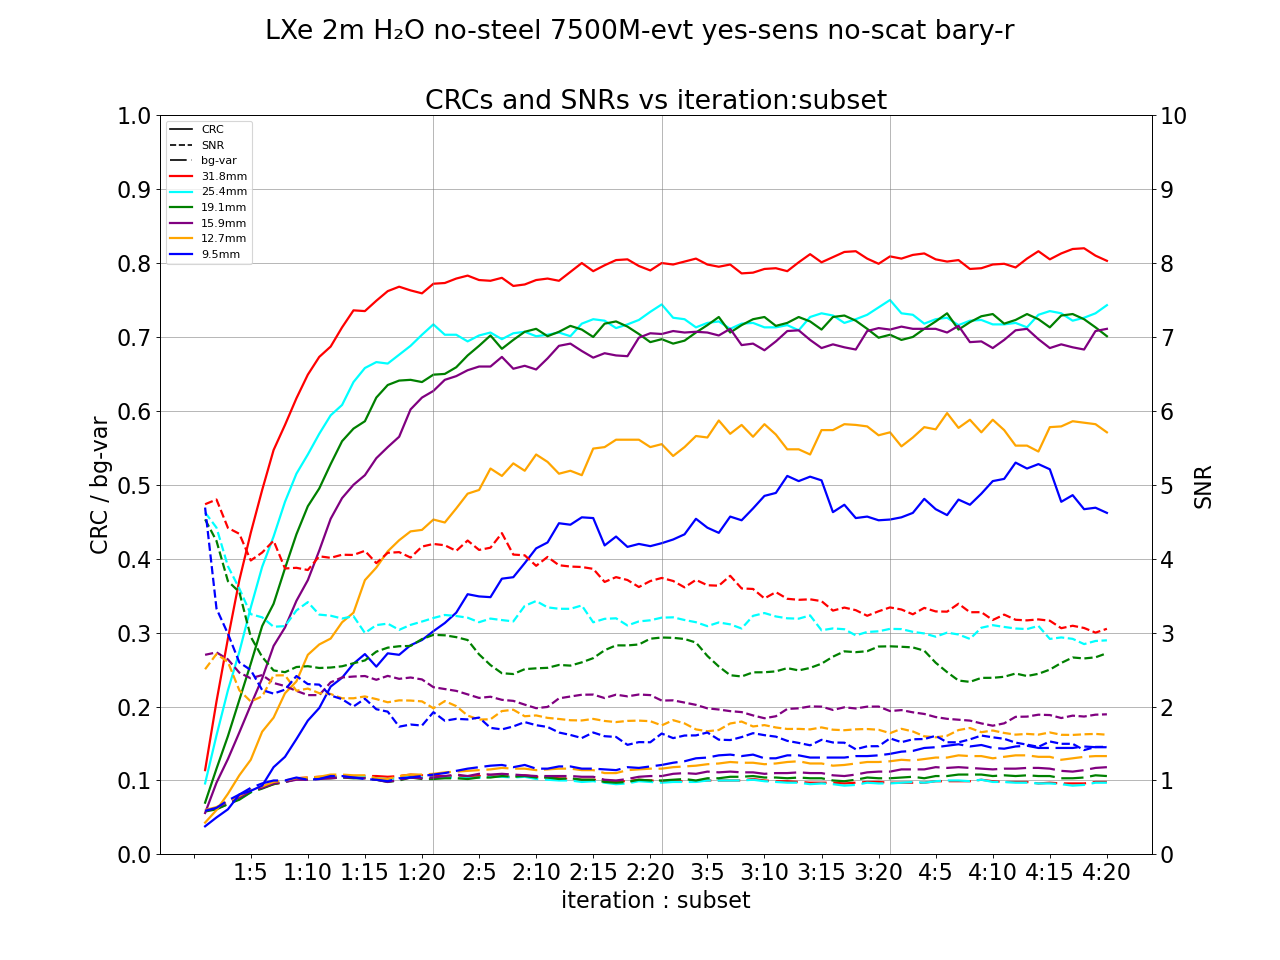 LXe 2m H₂O no-steel 7500M-evt yes-sens no-scat bary-r
CRCs and SNRs vs iteration:subset
CRC
SNR
bg-var
31.8mm
25.4mm
19.1mm
15.9mm
12.7mm
9.5mm
1.0
0.9
0.8
0.7
0.6
0.5
0.4
0.3
0.2
0.1
0.0
CRC / bg-var
10
9
8
7
6
5
4
3
2
1
0
SNR
1:5 1:10 1:15 1:20 2:5 2:10 2:15 2:20 3:5 3:10 3:15 3:20 4:5 4:10 4:15 4:20
iteration : subset